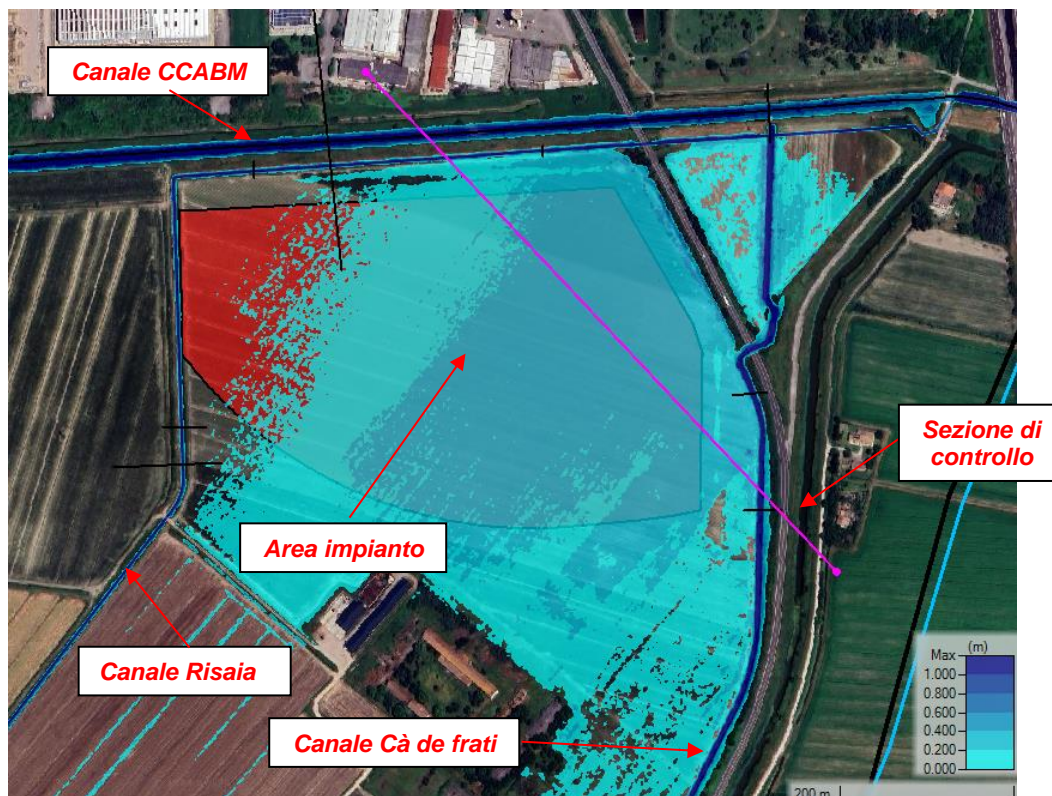 Canale CCABM
Sezione di
controllo
Area impianto
Canale Risaia
Canale Cà de frati
(m)
Max
1.000
0.800
0.600
0.400
0.200
0.000
200 m